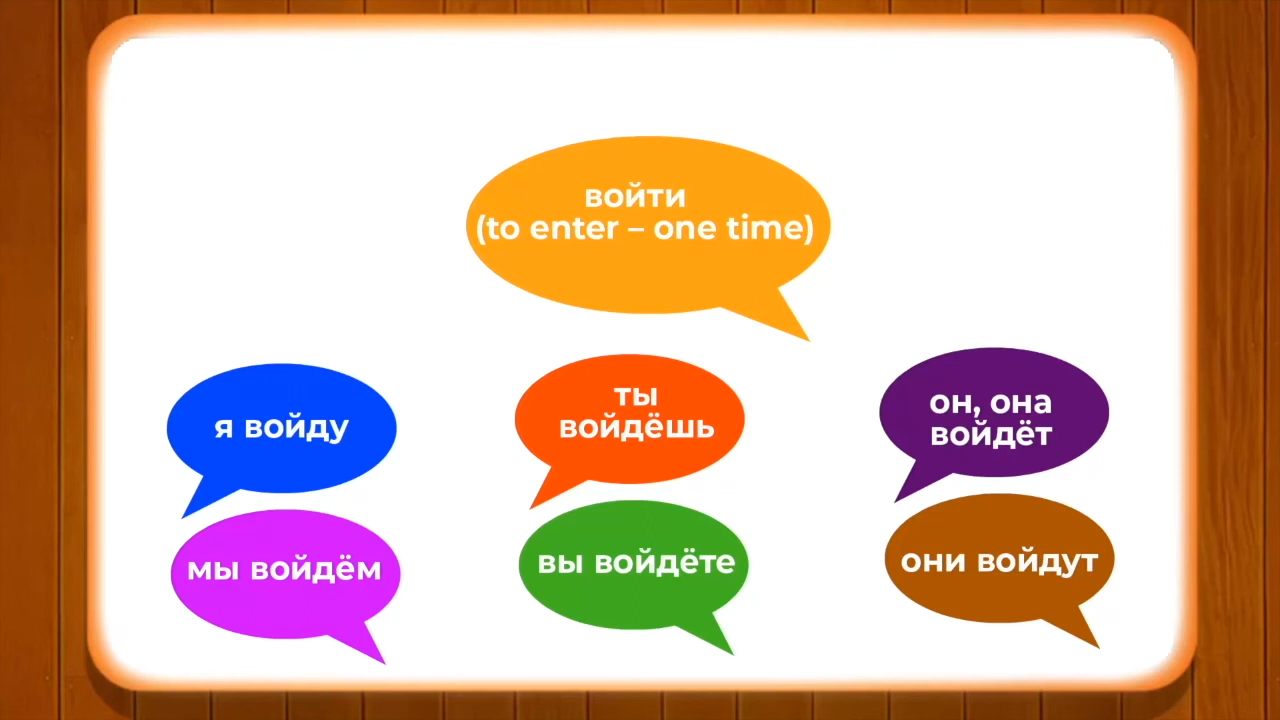 войти
(to enter – one time)
я войду
ты
войдёшь
он, она
войдёт
мы войдём
вы войдёте
они войдут